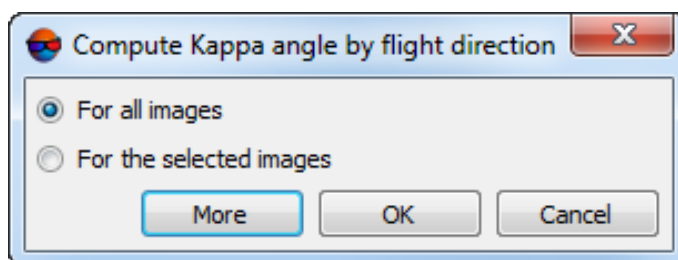 Compute Kappa angle by flight direction
For all images
For the selected images
More OK Cancel